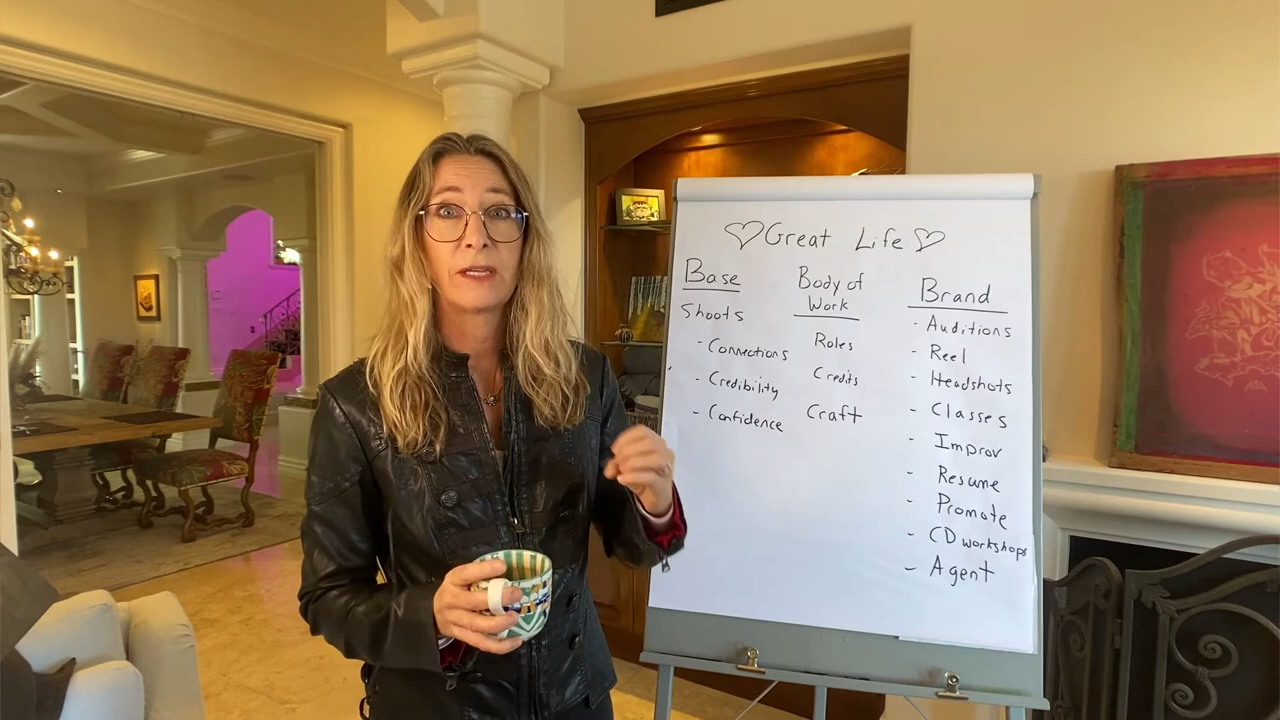 Great Life
Base
Shoots
- Connections
- Credibility
- Confidence
Body of
Work
Roles
Credits
Craft
Brand
- Auditions
- Reel
- Headshots
- Classes
- Improv
- Resume
- Promote
- CD workshops
- Agent